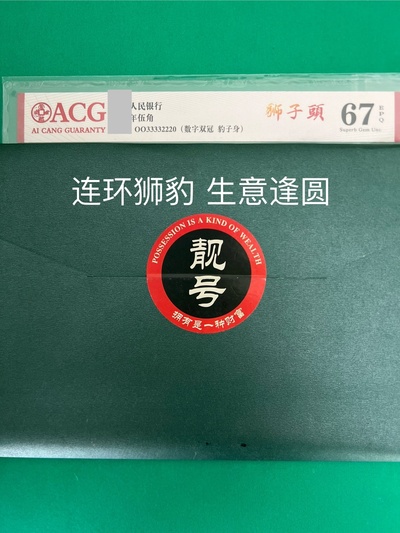 ACG
AI CANG GUARANTY
人民银行
年伍角
OO33332220（数字双冠 豹子身）
狮子頭
67
EPQ
Superb Gem Unc
连环狮豹 生意逢圆
POSSESSION IS A KIND OF WEALTH
靓号
拥有是一种财富